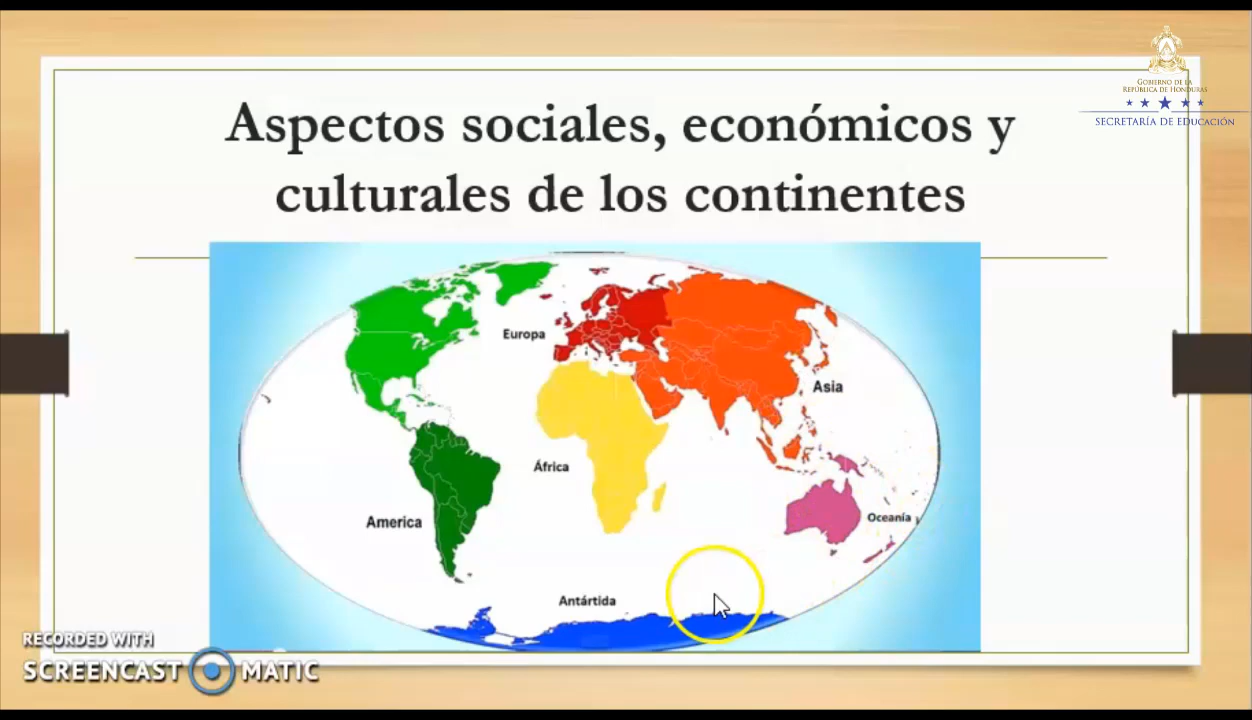 GOBIERNO DE LA
REPÚBLICA DE HONDURAS
SECRETARÍA DE EDUCACIÓN
Aspectos sociales, económicos y
culturales de los continentes
Europa
Asia
África
America
Oceanía
Antártida
RECORDED WITH
SCREENCAST MATIC